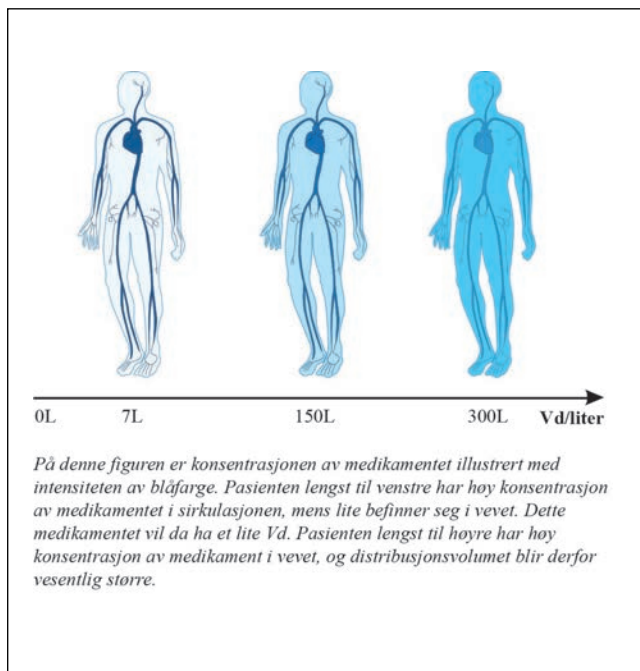 0L 7L 150L 300L Vd/liter
På denne figuren er konsentrasjonen av medikamentet illustrert med
intensiteten av blåfarge. Pasienten lengst til venstre har høy konsentrasjon
av medikamentet i sirkulasjonen, mens lite befinner seg i vevet. Dette
medikamentet vil da ha et lite Vd. Pasienten lengst til høyre har høy
konsentrasjon av medikament i vevet, og distribusjonsvolumet blir derfor
vesentlig større.